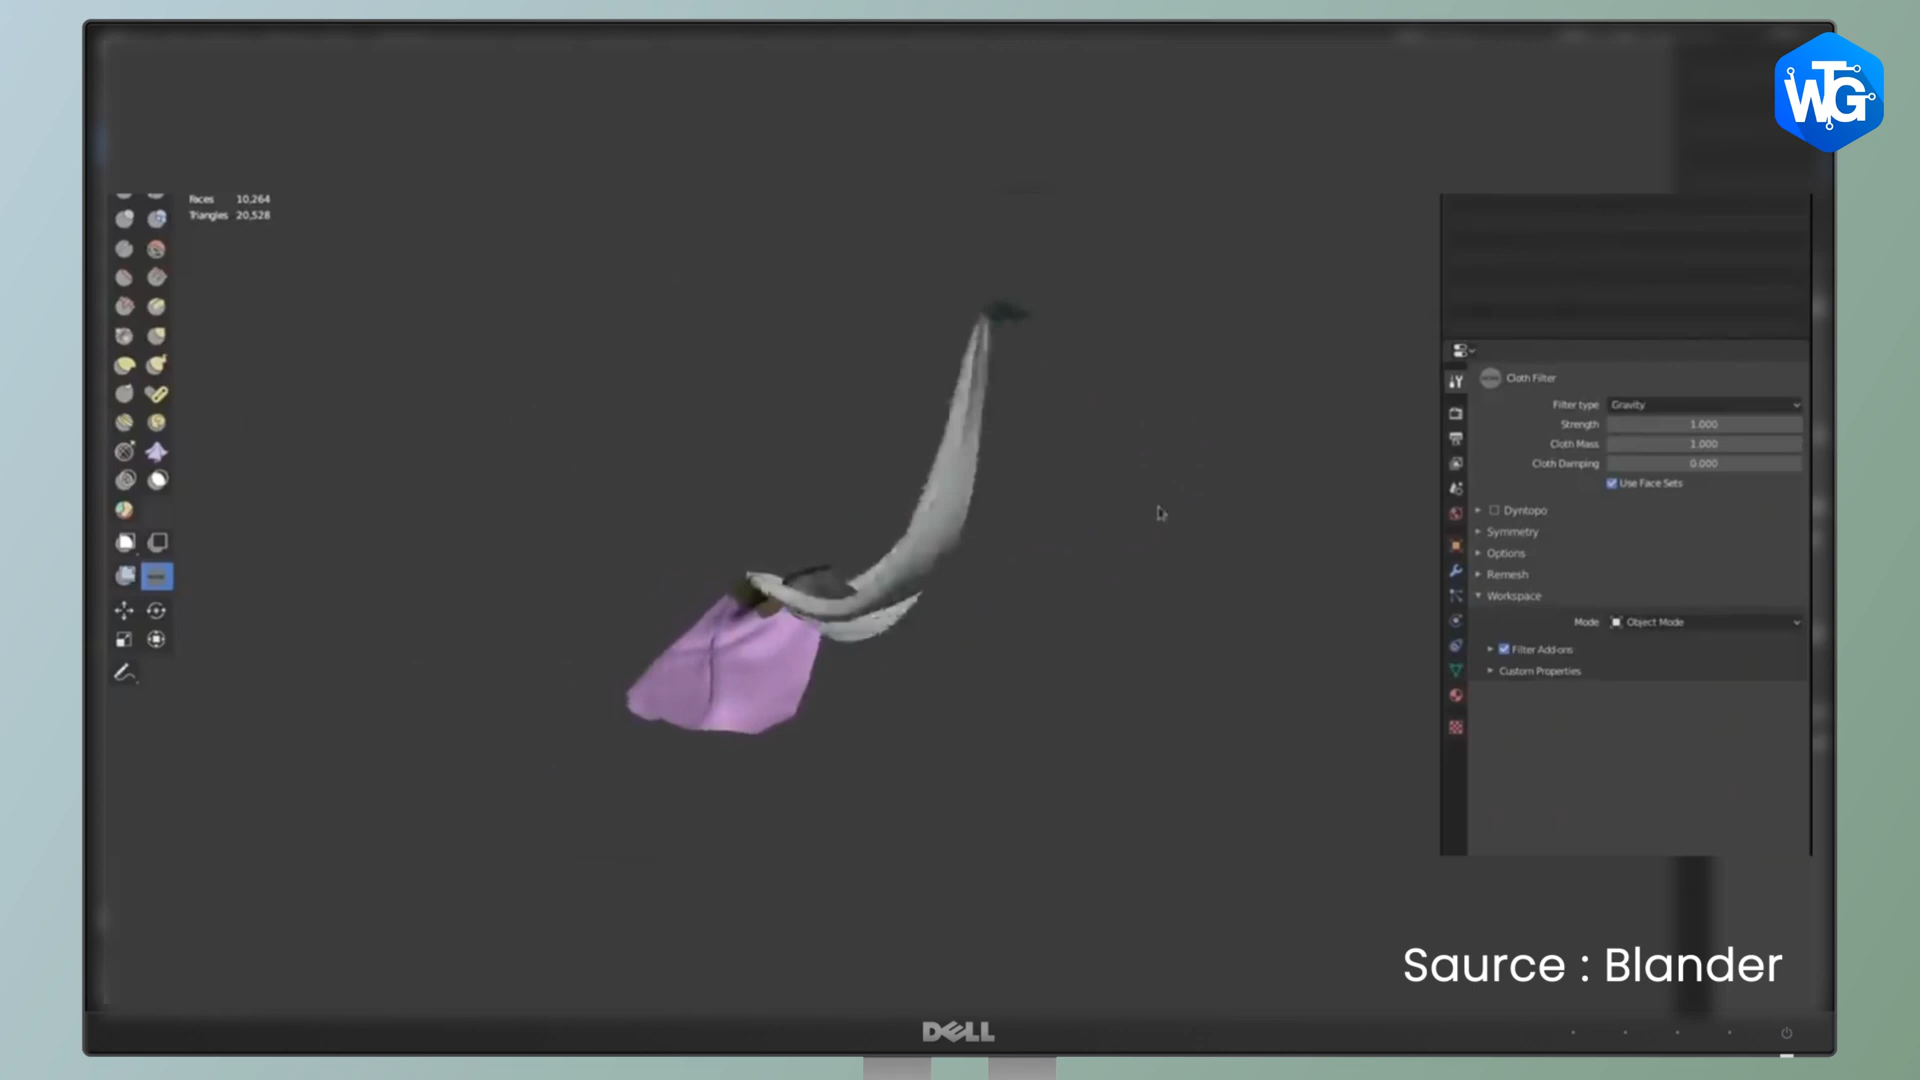 WTG
Faces 10,264
Triangles 20,528
Cloth Filter
Filter type Gravity
Strength 1.000
Cloth Mass 1.000
Cloth Damping 0.000
Use Face Sets
Dyntopo
Symmetry
Options
Remesh
Workspace
Mode Object Mode
Filter Add-ons
Custom Properties
Saurce : Blander
DELL